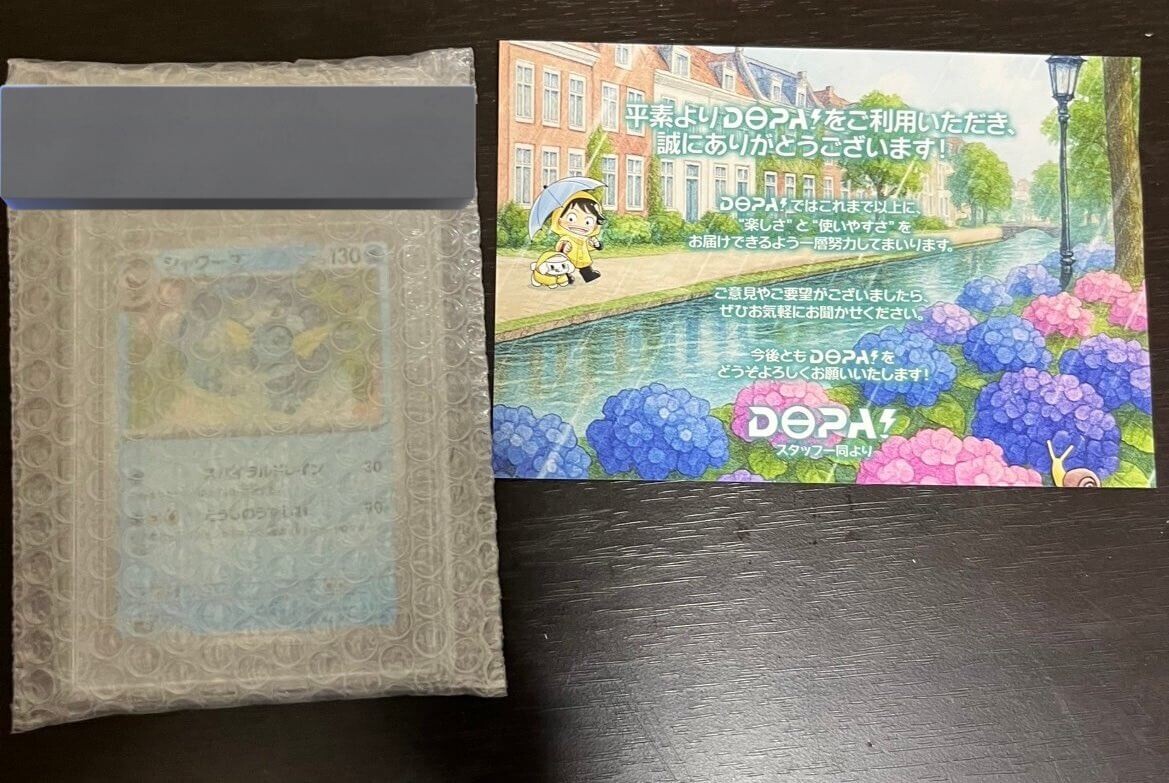 シャワーズ
130
スパイラルドレイン 30
平素よりDOPA!をご利用いただき、
誠にありがとうございます!
DOPA!ではこれまで以上に、
"楽しさ" と "使いやすさ" を
お届けできるよう一層努力してまいります。
ご意見やご要望がございましたら、
ぜひお気軽にお聞かせください。
今後とも DOPA! を
どうぞよろしくお願いいたします!
DOPA!
スタッフ一同より